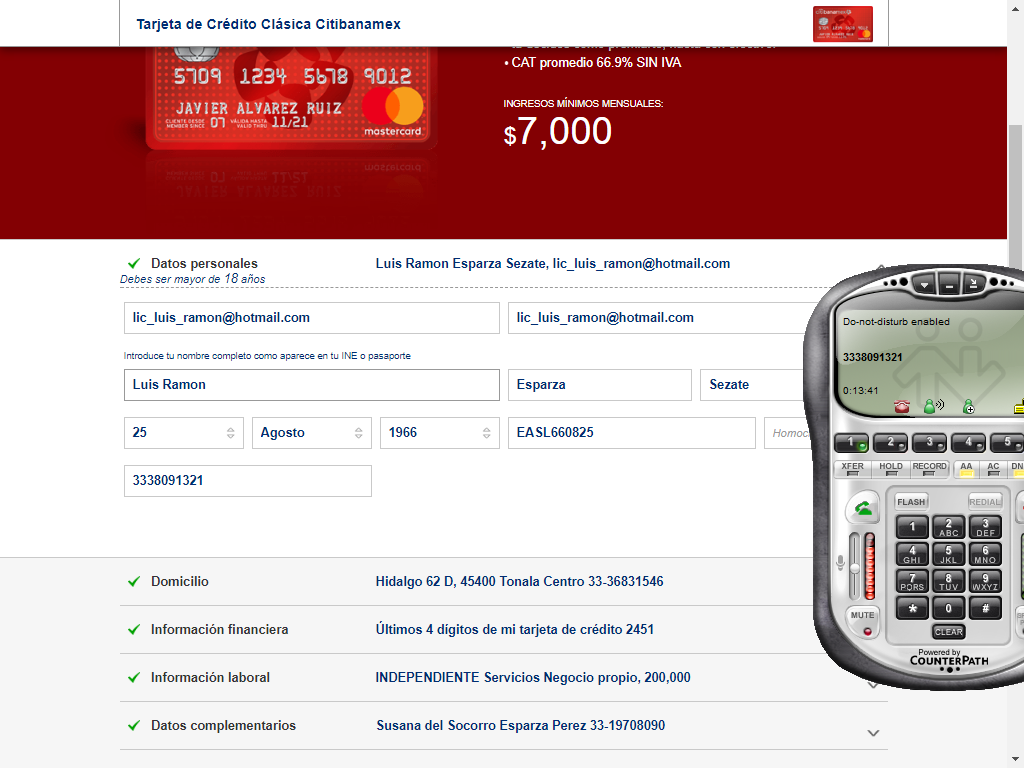 Tarjeta de Crédito Clásica Citibanamex
• CAT promedio 66.9% SIN IVA
5709 1234 5678 9012
JAVIER ALVAREZ RUIZ
CLIENTE DESDE MEMBER SINCE 07 VÁLIDA HASTA VALID THRU 11/21
mastercard
INGRESOS MÍNIMOS MENSUALES:
$7,000
Datos personales Luis Ramon Esparza Sezate, lic_luis_ramon@hotmail.com
Debes ser mayor de 18 años
lic_luis_ramon@hotmail.com lic_luis_ramon@hotmail.com
Introduce tu nombre completo como aparece en tu INE o pasaporte
Luis Ramon Esparza Sezate
25 Agosto 1966 EASL660825
3338091321
Domicilio Hidalgo 62 D, 45400 Tonala Centro 33-36831546
Información financiera Últimos 4 dígitos de mi tarjeta de crédito 2451
Información laboral INDEPENDIENTE Servicios Negocio propio, 200,000
Datos complementarios Susana del Socorro Esparza Perez 33-19708090
Do-not-disturb enabled
3338091321
0:13:41
1 2 3 4 5
XFER HOLD RECORD AA AC DN
FLASH REDIAL
1 2 ABC 3 DEF
4 GHI 5 JKL 6 MNO
7 PQRS 8 TUV 9 WXYZ
* 0 #
MUTE
CLEAR
Powered by
COUNTERPATH